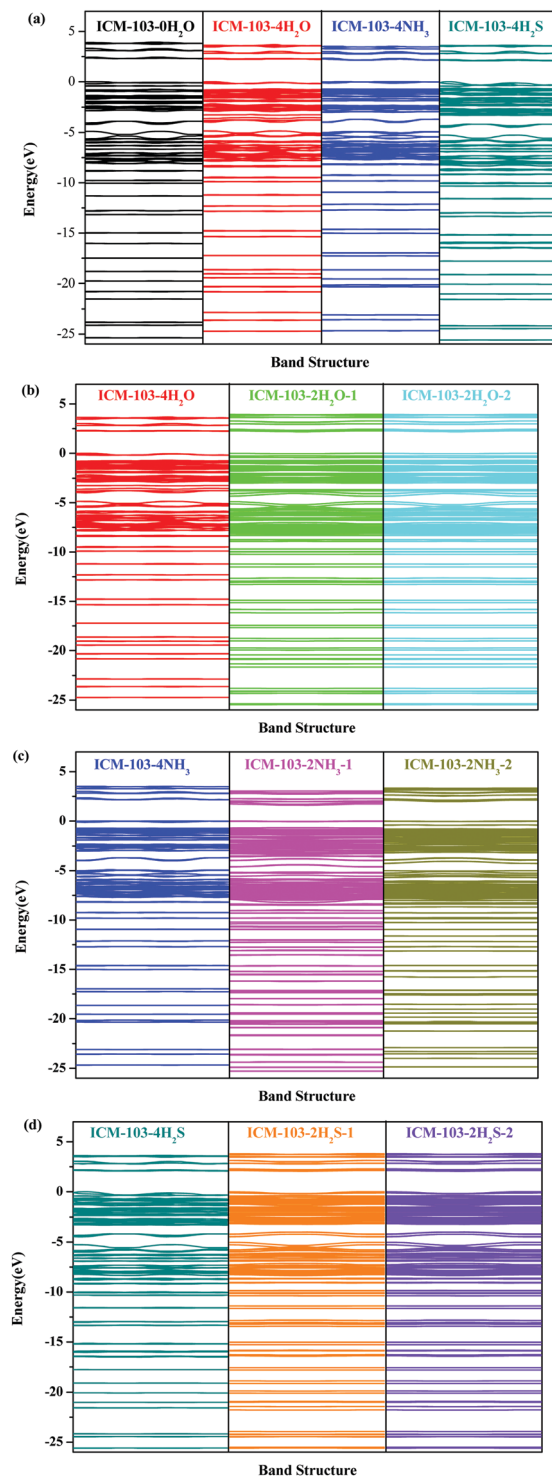 (a)
ICM-103-0H₂O ICM-103-4H₂O ICM-103-4NH₃ ICM-103-4H₂S
5
0
-5
-10
-15
-20
-25
Energy(eV)
Band Structure
(b)
ICM-103-4H₂O ICM-103-2H₂O-1 ICM-103-2H₂O-2
5
0
-5
-10
-15
-20
-25
Energy(eV)
Band Structure
(c)
ICM-103-4NH₃ ICM-103-2NH₃-1 ICM-103-2NH₃-2
5
0
-5
-10
-15
-20
-25
Energy(eV)
Band Structure
(d)
ICM-103-4H₂S ICM-103-2H₂S-1 ICM-103-2H₂S-2
5
0
-5
-10
-15
-20
-25
Energy(eV)
Band Structure